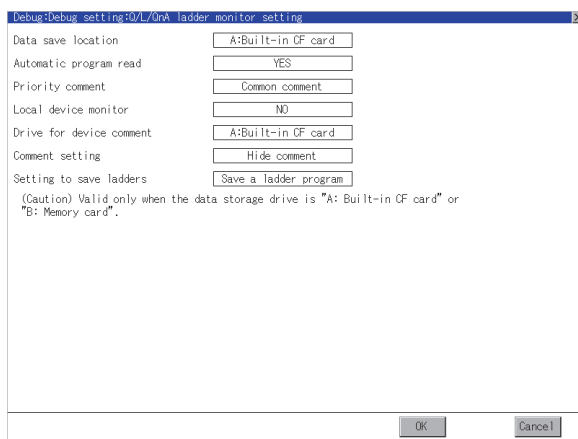 Debug:Debug setting:Q/L/QnA ladder monitor setting
Data save location A:Built-in CF card
Automatic program read YES
Priority comment Common comment
Local device monitor NO
Drive for device comment A:Built-in CF card
Comment setting Hide comment
Setting to save ladders Save a ladder program
(Caution) Valid only when the data storage drive is "A: Built-in CF card" or
"B: Memory card".
OK Cancel